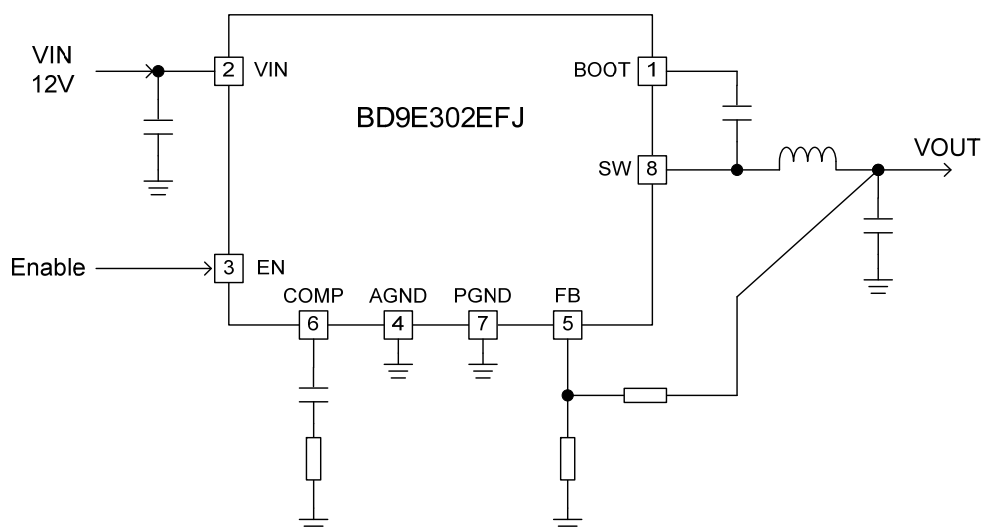 VIN
12V
2
VIN
BOOT
1
BD9E302EFJ
SW
8
VOUT
Enable
3
EN
COMP
AGND
PGND
FB
6
4
7
5